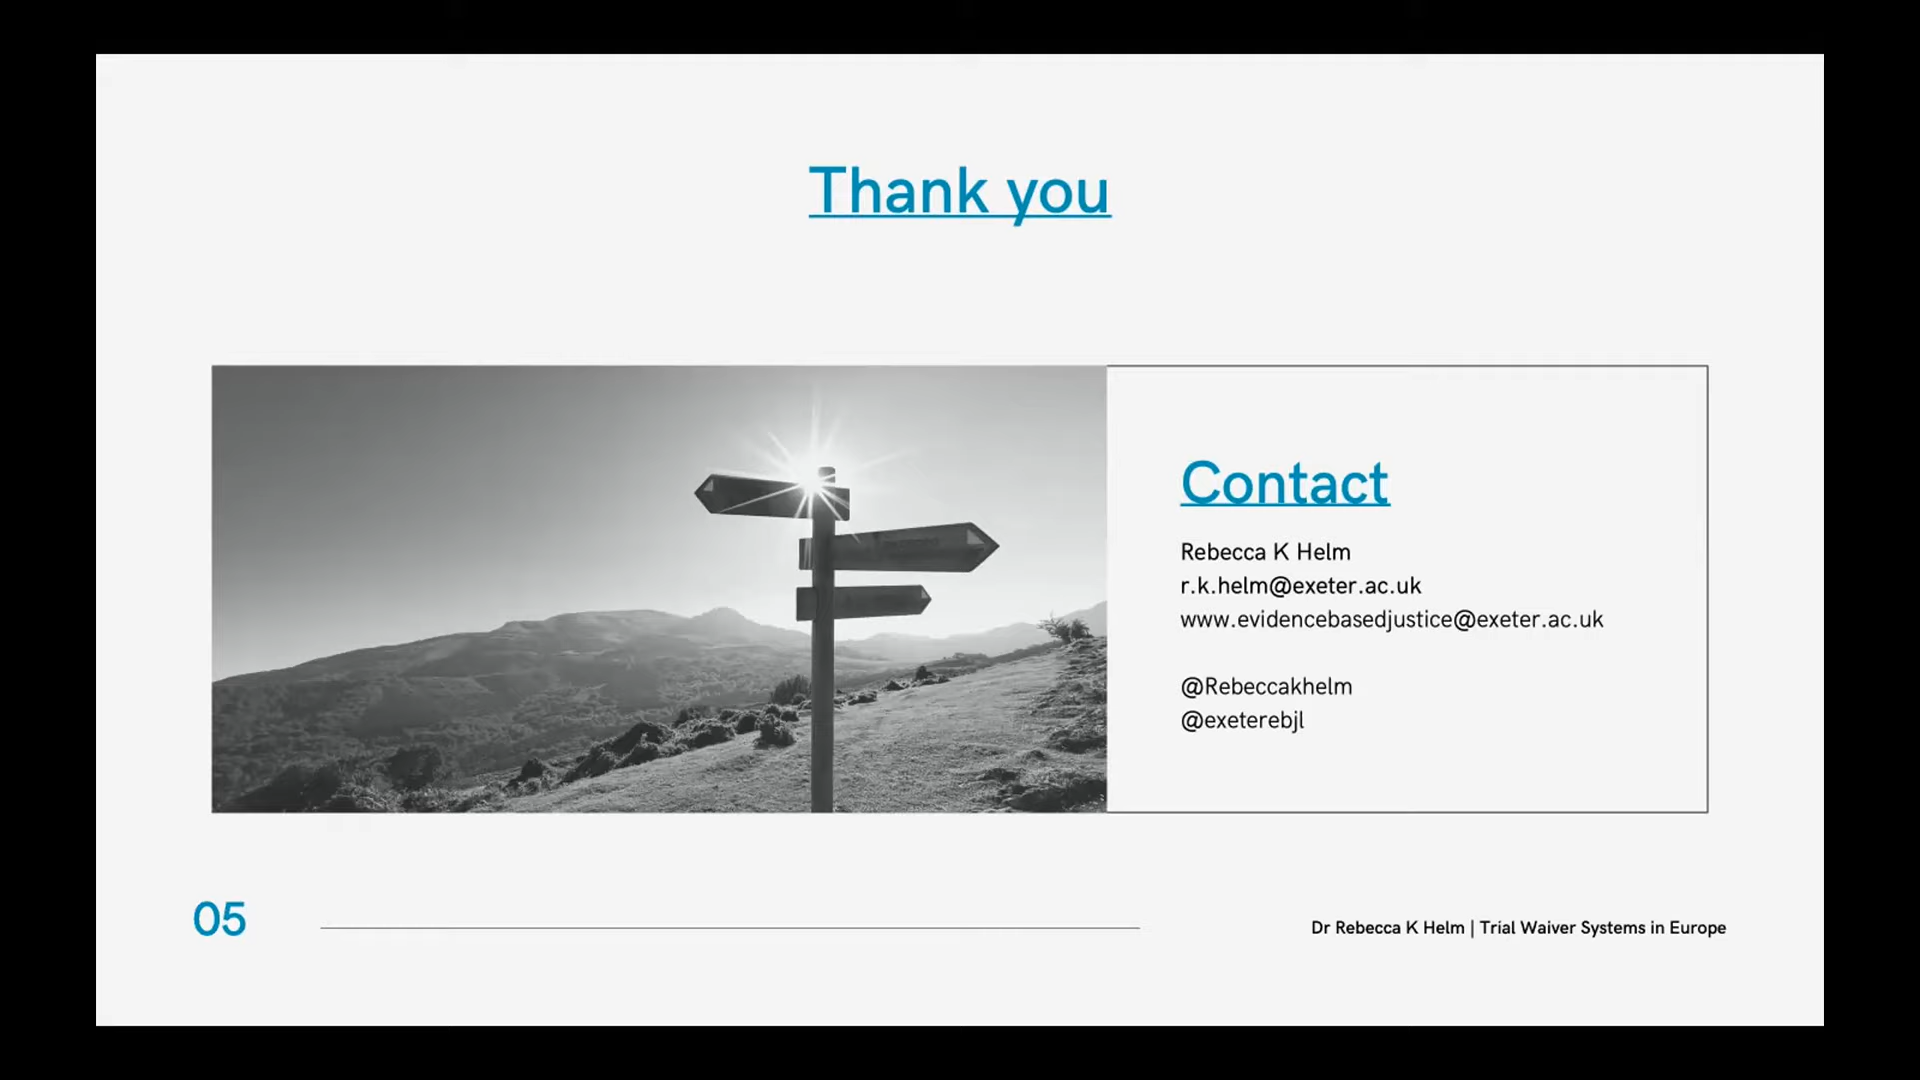 Thank you
Contact
Rebecca K Helm
r.k.helm@exeter.ac.uk
www.evidencebasedjustice@exeter.ac.uk
@Rebeccakhelm
@exeterebjl
05
Dr Rebecca K Helm | Trial Waiver Systems in Europe